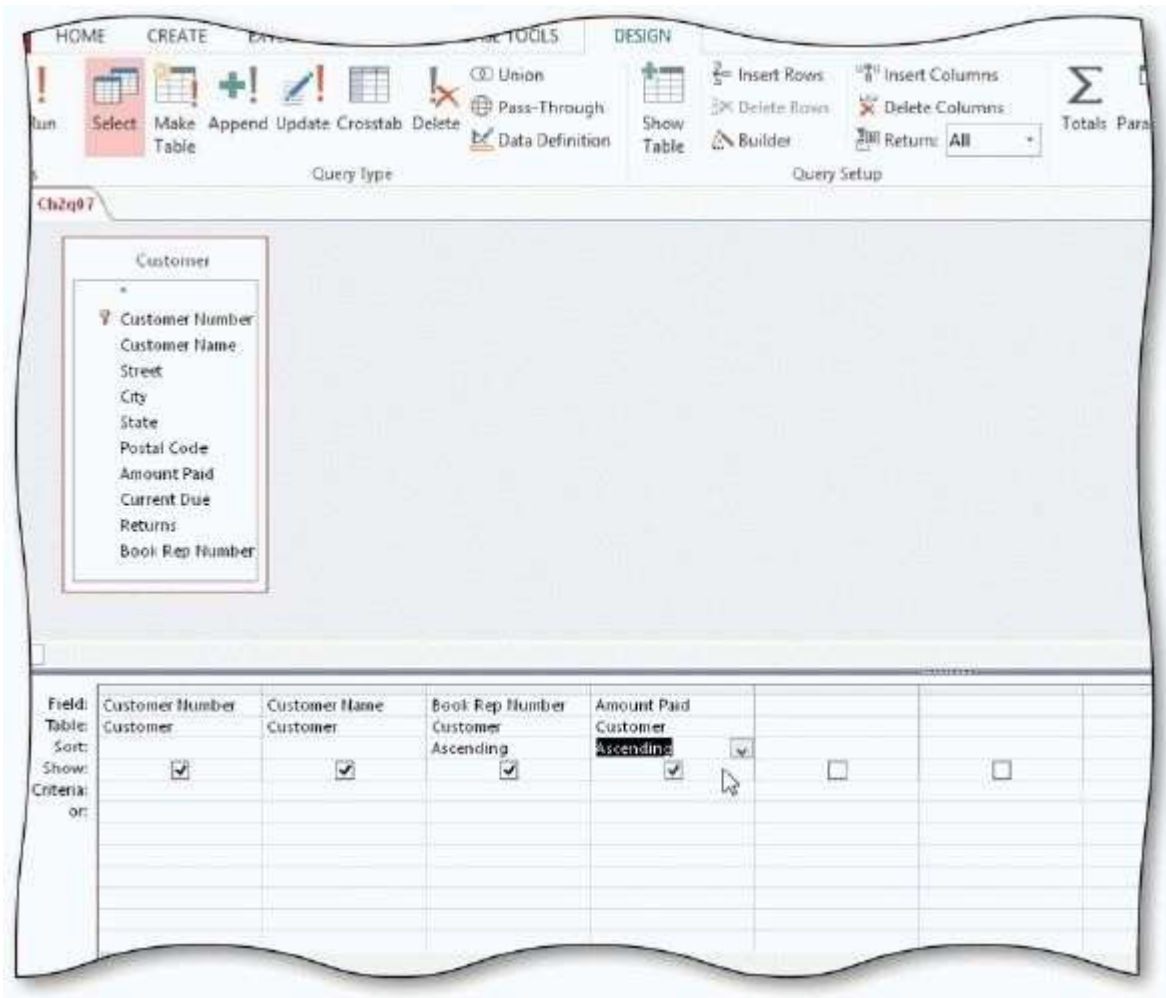 HOME CREATE TOOLS DESIGN
Run Select Make Table Append Update Crosstab Delete
Union
Pass-Through
Data Definition
Show Table
Insert Rows
Delete Rows
Builder
Insert Columns
Delete Columns
Return: All
Totals
Query Type
Query Setup
Ch2q07
Customer
*
Customer Number
Customer Name
Street
City
State
Postal Code
Amount Paid
Current Due
Returns
Book Rep Number
Field: Customer Number Customer Name Book Rep Number Amount Paid
Table: Customer Customer Customer Customer
Sort: Ascending Ascending
Show:
Criteria:
or: